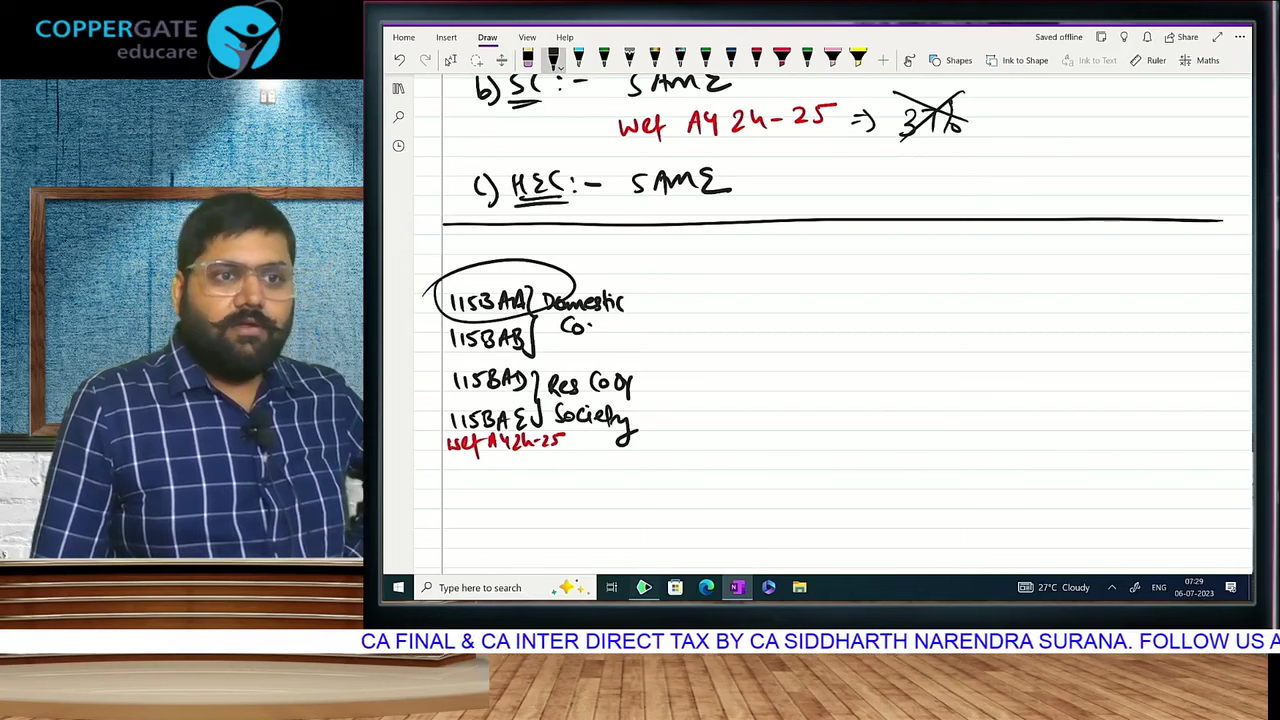 COPPERGATE
educare
Home Insert Draw View Help
Saved offline Share
Shapes Ink to Shape Ink to Text Ruler Maths
b) SC :- SAME
wef AY 24-25 => 37%
c) HEC :- SAME
115BAA } Domestic
115BAB Co.
115BAD } Res CoOp
115BAE Society
wef AY 24-25
Type here to search
27°C Cloudy
ENG
07:29
06-07-2023
CA FINAL & CA INTER DIRECT TAX BY CA SIDDHARTH NARENDRA SURANA. FOLLOW US A